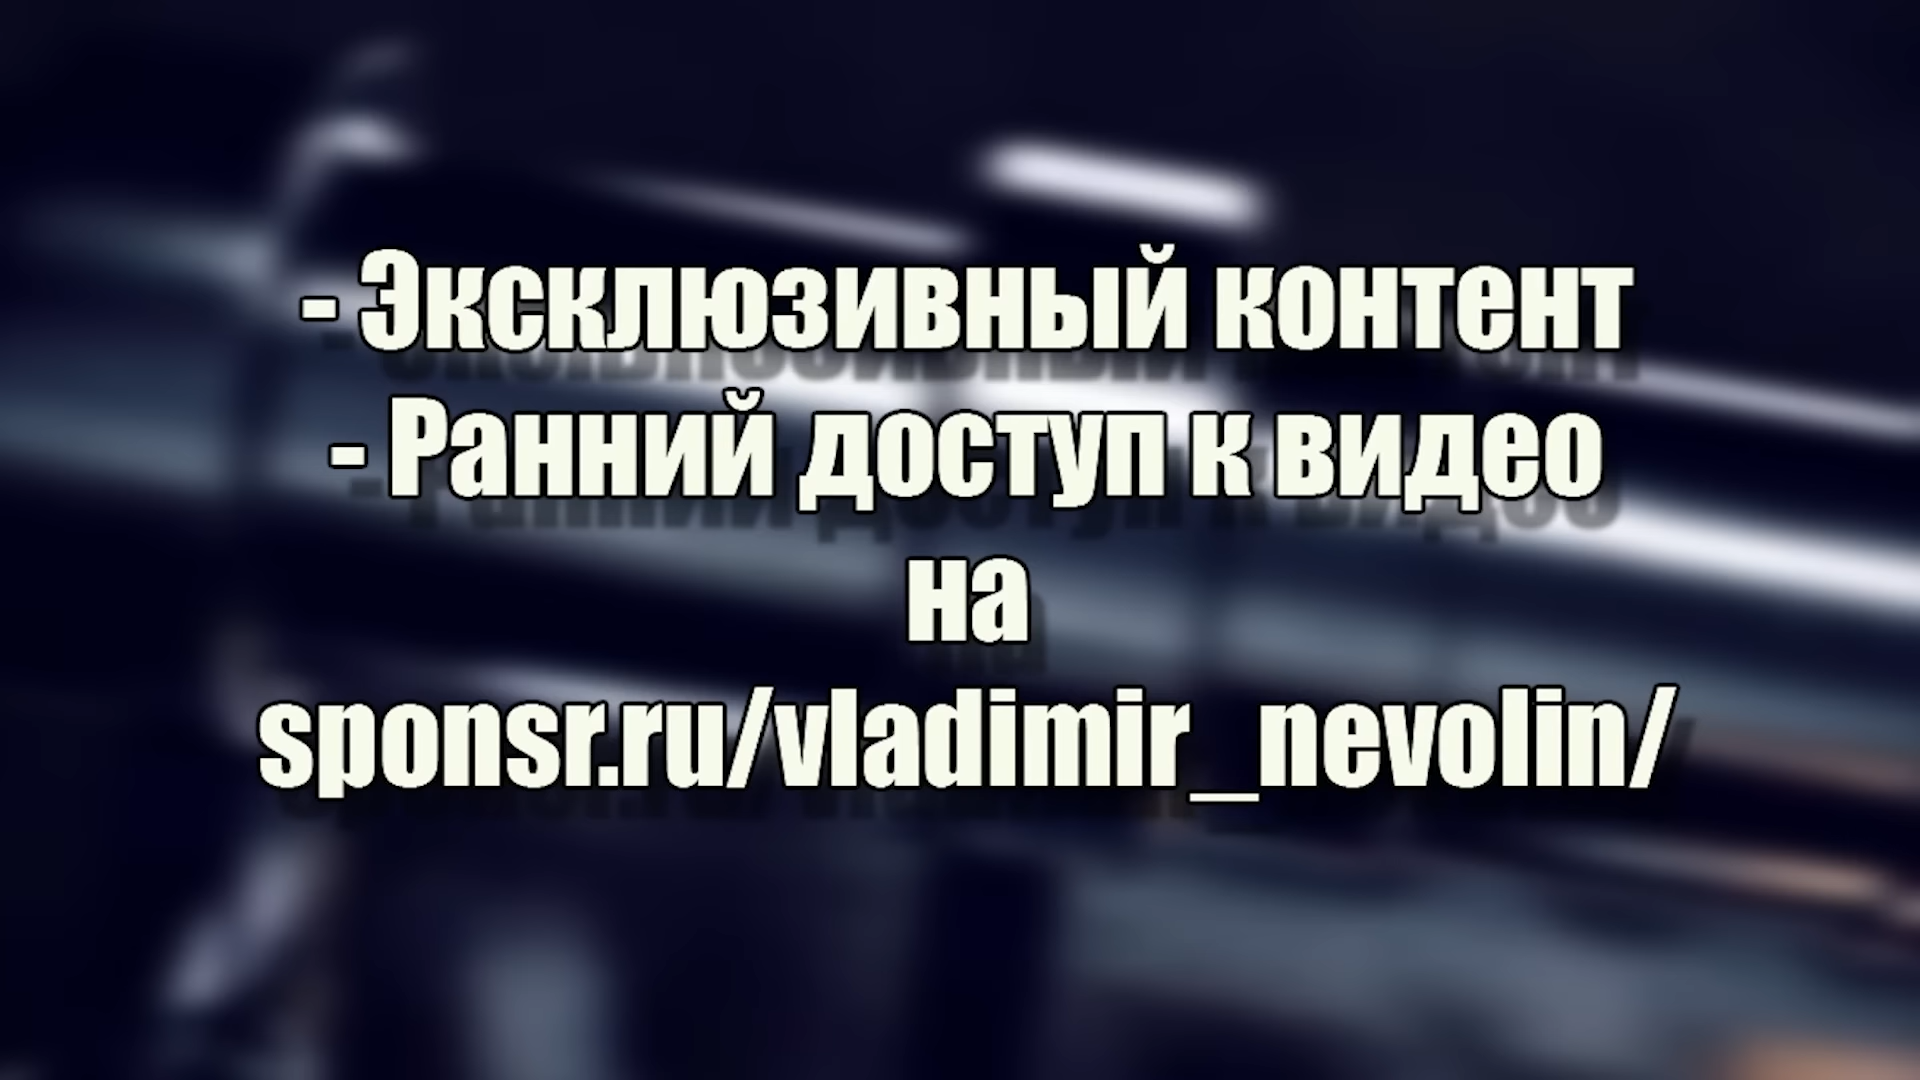 - Эксклюзивный контент
- Ранний доступ к видео
на
sponsr.ru/vladimir_nevolin/